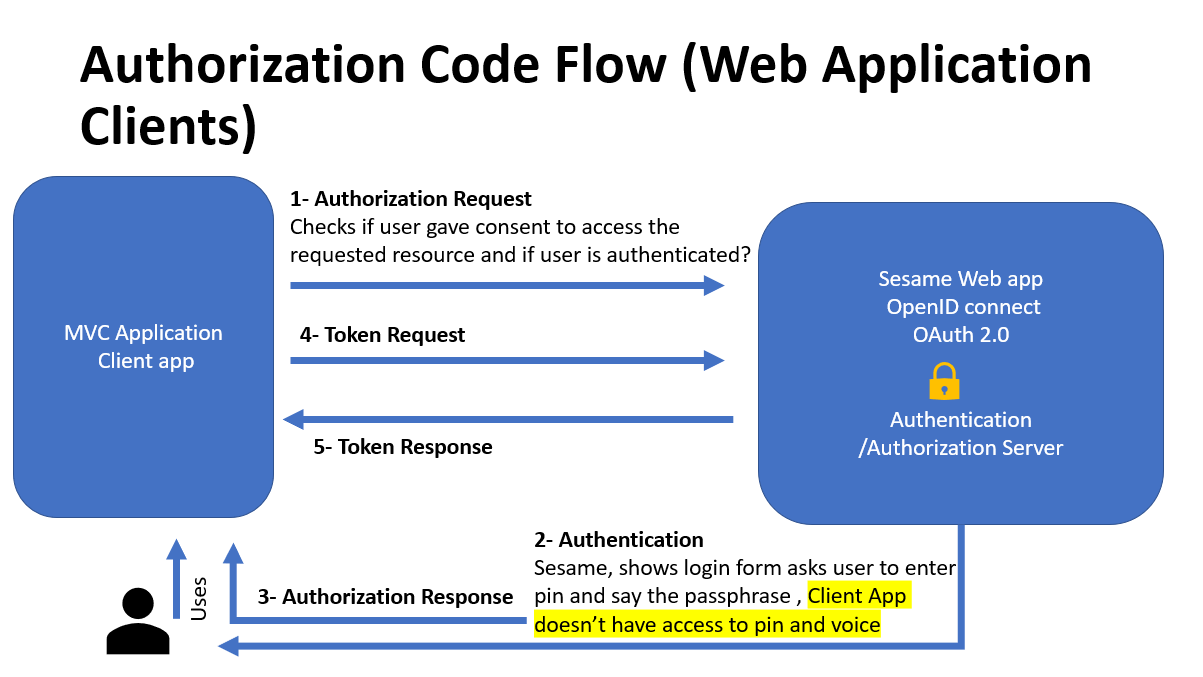 Authorization Code Flow (Web Application
Clients)
1- Authorization Request
Checks if user gave consent to access the
requested resource and if user is authenticated?
MVC Application
Client app
4- Token Request
5- Token Response
Sesame Web app
OpenID connect
OAuth 2.0
Authentication
/Authorization Server
2- Authentication
Sesame, shows login form asks user to enter
pin and say the passphrase , Client App
doesn’t have access to pin and voice
3- Authorization Response
Uses